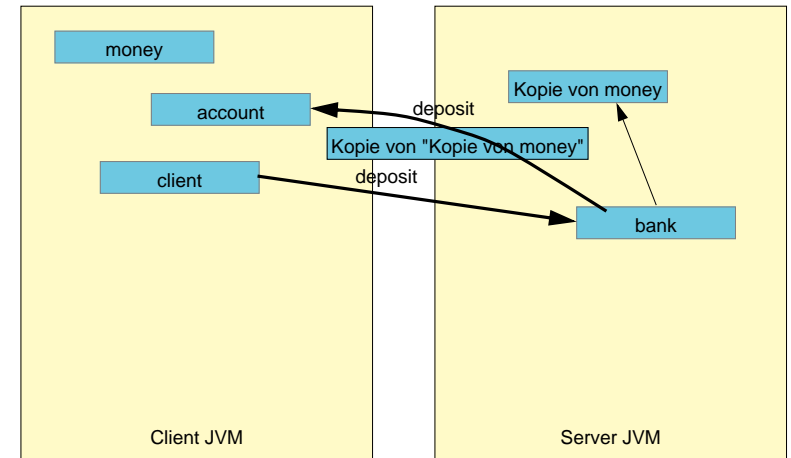 money
account
client
deposit
Kopie von "Kopie von money"
deposit
Kopie von money
bank
Client JVM
Server JVM